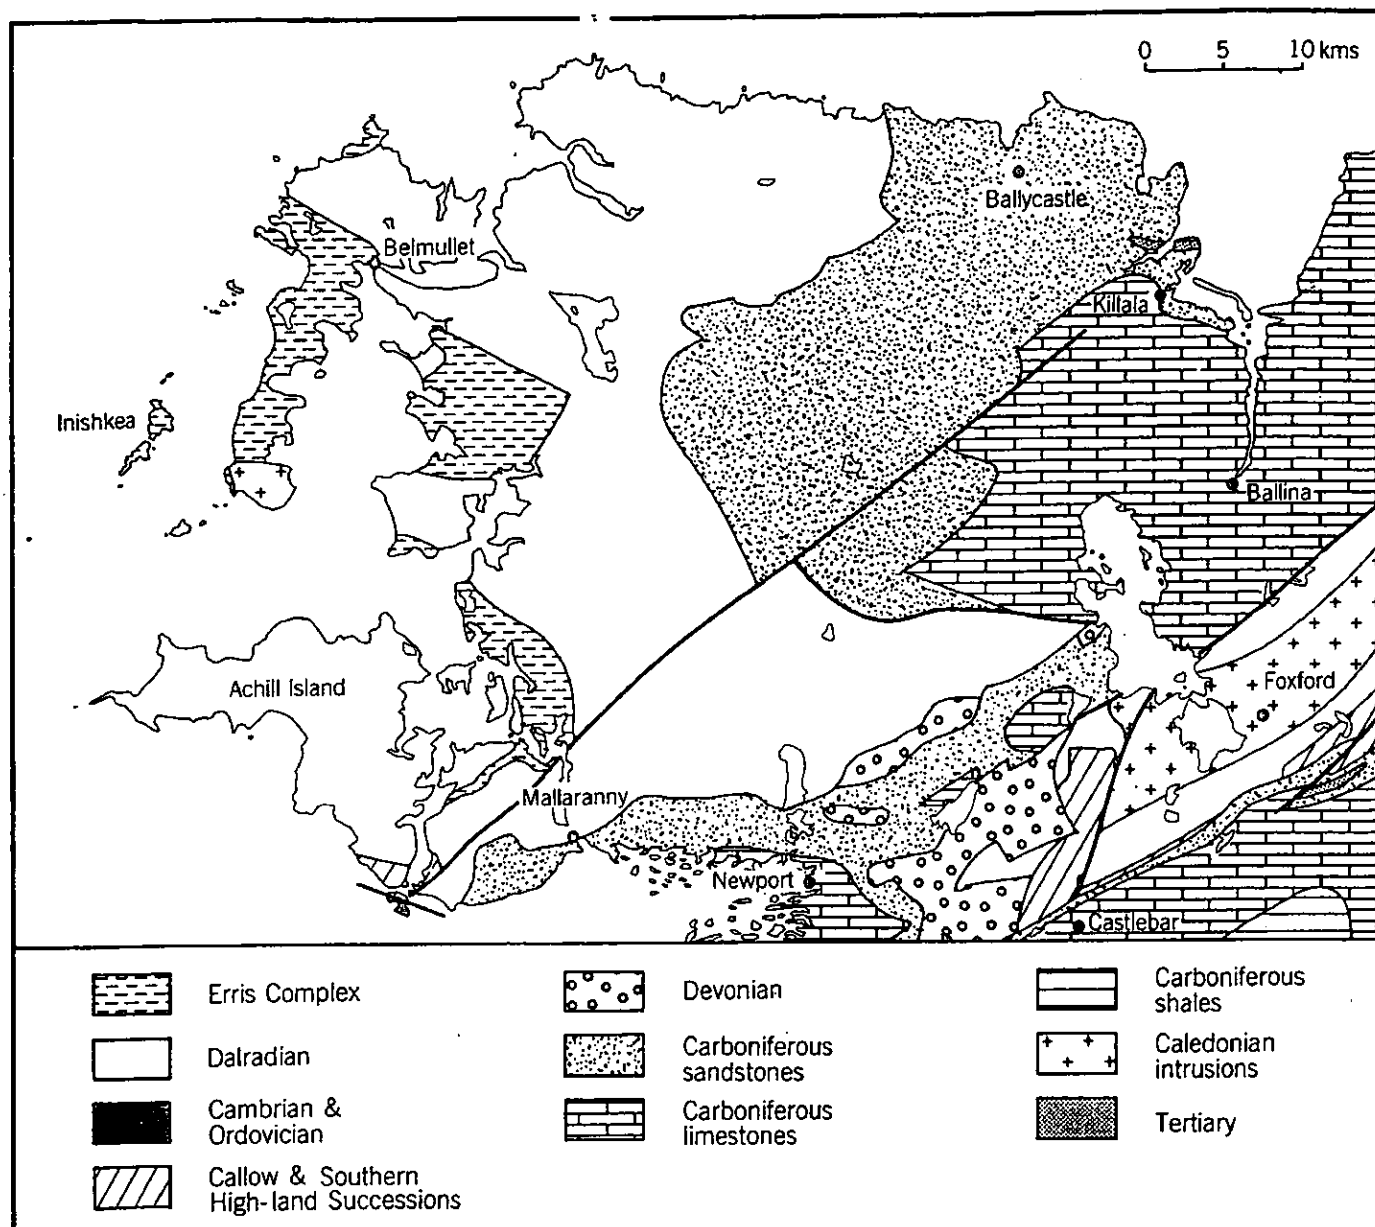 0 5 10 kms
Ballycastle
Belmullet
Killala
Inishkea
Ballina
Achill Island
Foxford
Mallaranny
Newport
Castlebar
Erris Complex
Dalradian
Cambrian &
Ordovician
Callow & Southern
High-land Successions
Devonian
Carboniferous
sandstones
Carboniferous
limestones
Carboniferous
shales
Caledonian
intrusions
Tertiary